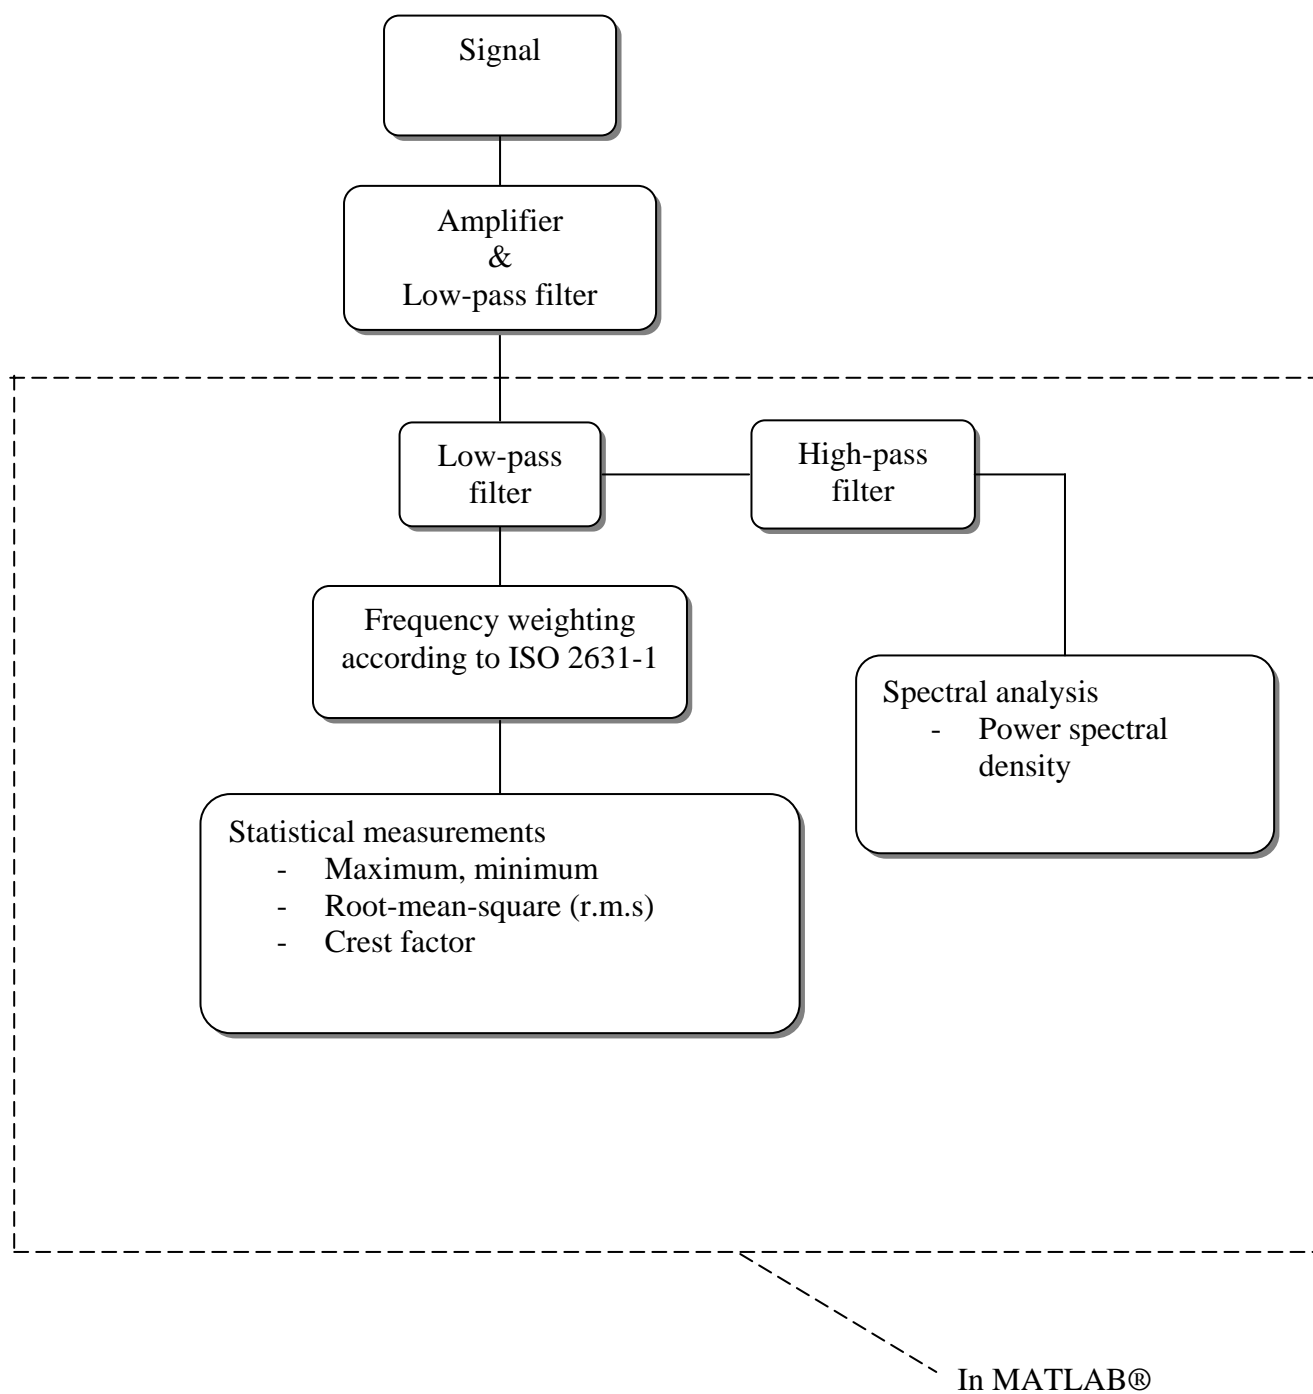 Signal
Amplifier
&
Low-pass filter
Low-pass
filter
High-pass
filter
Frequency weighting
according to ISO 2631-1
Spectral analysis
- Power spectral
density
Statistical measurements
- Maximum, minimum
- Root-mean-square (r.m.s)
- Crest factor
In MATLAB®